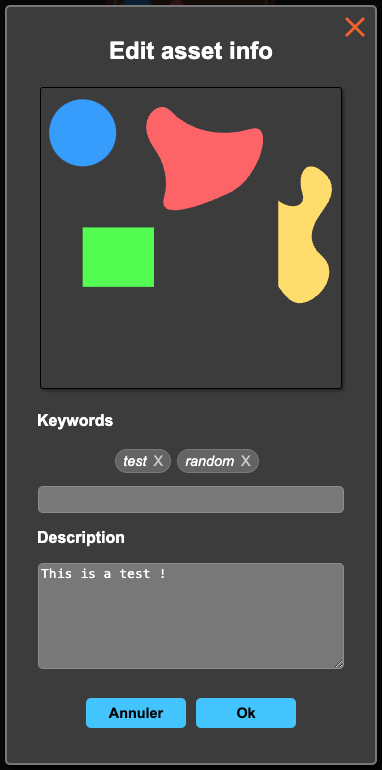 Edit asset info
Keywords
test X random X
Description
This is a test !
Annuler Ok